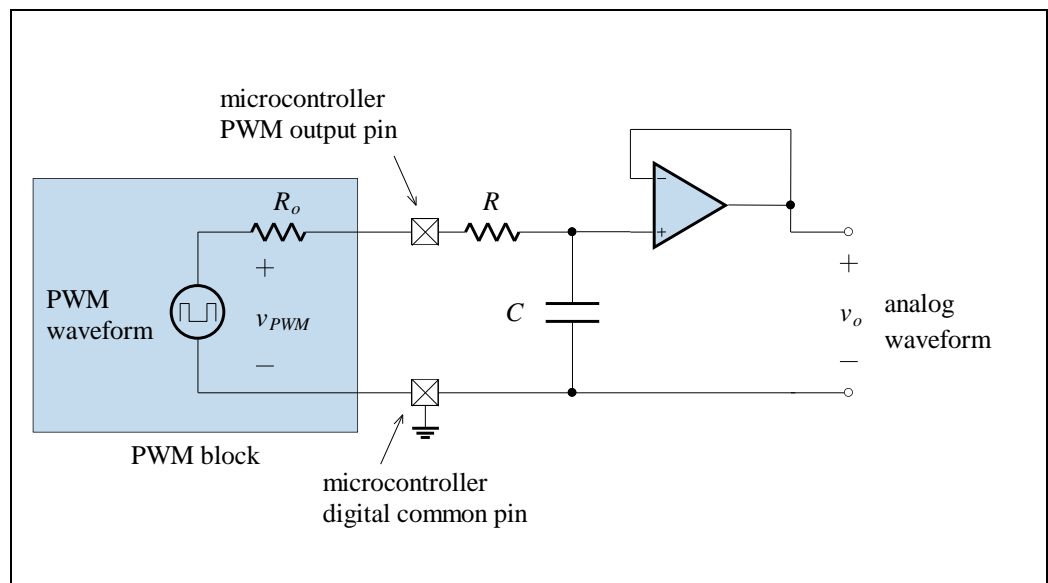 microcontroller
PWM output pin
R_o
R
−
+
+
PWM
waveform
v_PWM
−
C
+
v_o
−
analog
waveform
PWM block
microcontroller
digital common pin